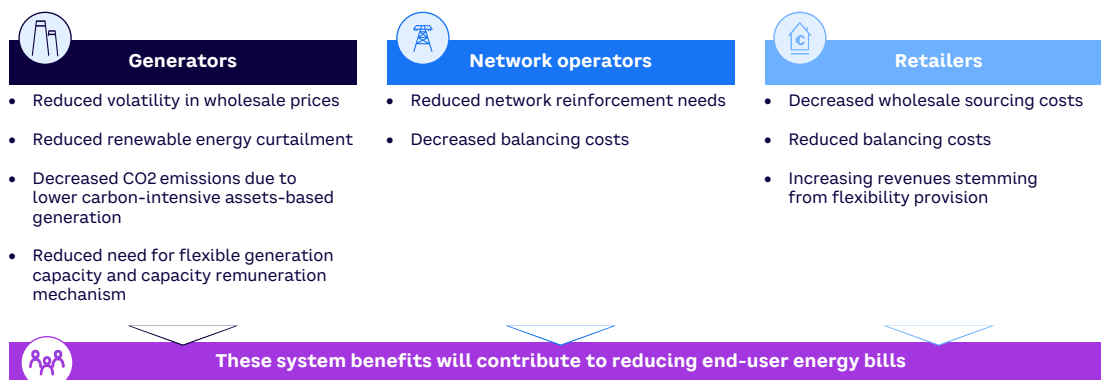 Generators
• Reduced volatility in wholesale prices
• Reduced renewable energy curtailment
• Decreased CO2 emissions due to
lower carbon-intensive assets-based
generation
• Reduced need for flexible generation
capacity and capacity remuneration
mechanism
Network operators
• Reduced network reinforcement needs
• Decreased balancing costs
€
Retailers
• Decreased wholesale sourcing costs
• Reduced balancing costs
• Increasing revenues stemming
from flexibility provision
These system benefits will contribute to reducing end-user energy bills